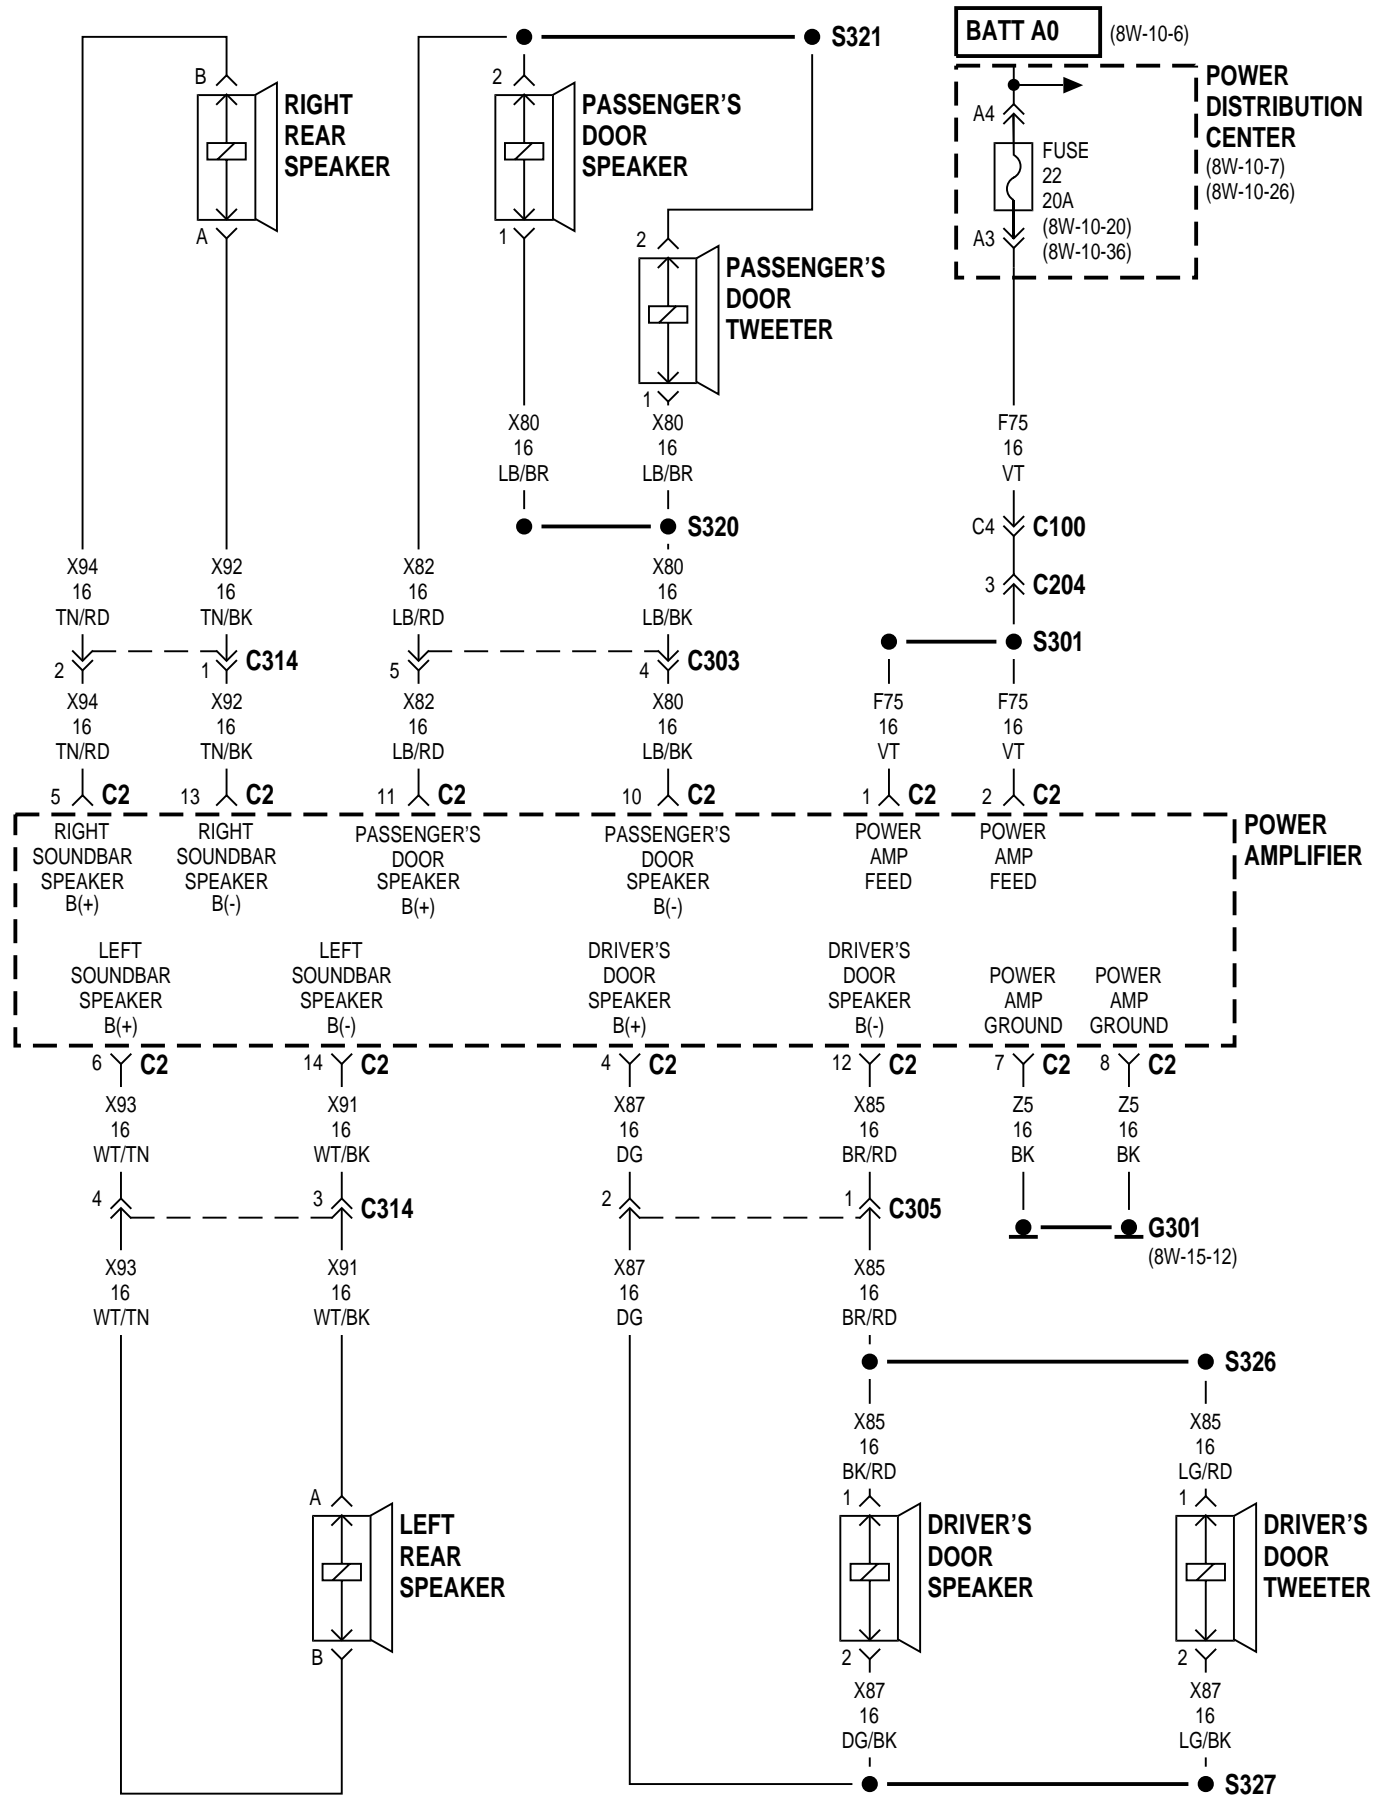 BATT A0
(8W-10-6)
S321
POWER
DISTRIBUTION
CENTER
(8W-10-7)
(8W-10-26)
A4
FUSE
22
20A
(8W-10-20)
(8W-10-36)
A3
B
RIGHT
REAR
SPEAKER
A
2
PASSENGER'S
DOOR
SPEAKER
1
2
PASSENGER'S
DOOR
TWEETER
1
X80
16
LB/BR
X80
16
LB/BR
S320
F75
16
VT
C4
C100
3
C204
S301
X94
16
TN/RD
X92
16
TN/BK
X82
16
LB/RD
X80
16
LB/BK
2
1
C314
5
4
C303
X94
16
TN/RD
X92
16
TN/BK
X82
16
LB/RD
X80
16
LB/BK
F75
16
VT
F75
16
VT
5
C2
13
C2
11
C2
10
C2
1
C2
2
C2
POWER
AMPLIFIER
RIGHT
SOUNDBAR
SPEAKER
B(+)
RIGHT
SOUNDBAR
SPEAKER
B(-)
PASSENGER'S
DOOR
SPEAKER
B(+)
PASSENGER'S
DOOR
SPEAKER
B(-)
POWER
AMP
FEED
POWER
AMP
FEED
LEFT
SOUNDBAR
SPEAKER
B(+)
LEFT
SOUNDBAR
SPEAKER
B(-)
DRIVER'S
DOOR
SPEAKER
B(+)
DRIVER'S
DOOR
SPEAKER
B(-)
POWER
AMP
GROUND
POWER
AMP
GROUND
6
C2
14
C2
4
C2
12
C2
7
C2
8
C2
X93
16
WT/TN
X91
16
WT/BK
X87
16
DG
X85
16
BR/RD
Z5
16
BK
Z5
16
BK
4
3
C314
2
1
C305
G301
(8W-15-12)
X93
16
WT/TN
X91
16
WT/BK
X87
16
DG
X85
16
BR/RD
S326
X85
16
BK/RD
X85
16
LG/RD
A
LEFT
REAR
SPEAKER
B
1
DRIVER'S
DOOR
SPEAKER
2
1
DRIVER'S
DOOR
TWEETER
2
X87
16
DG/BK
X87
16
LG/BK
S327